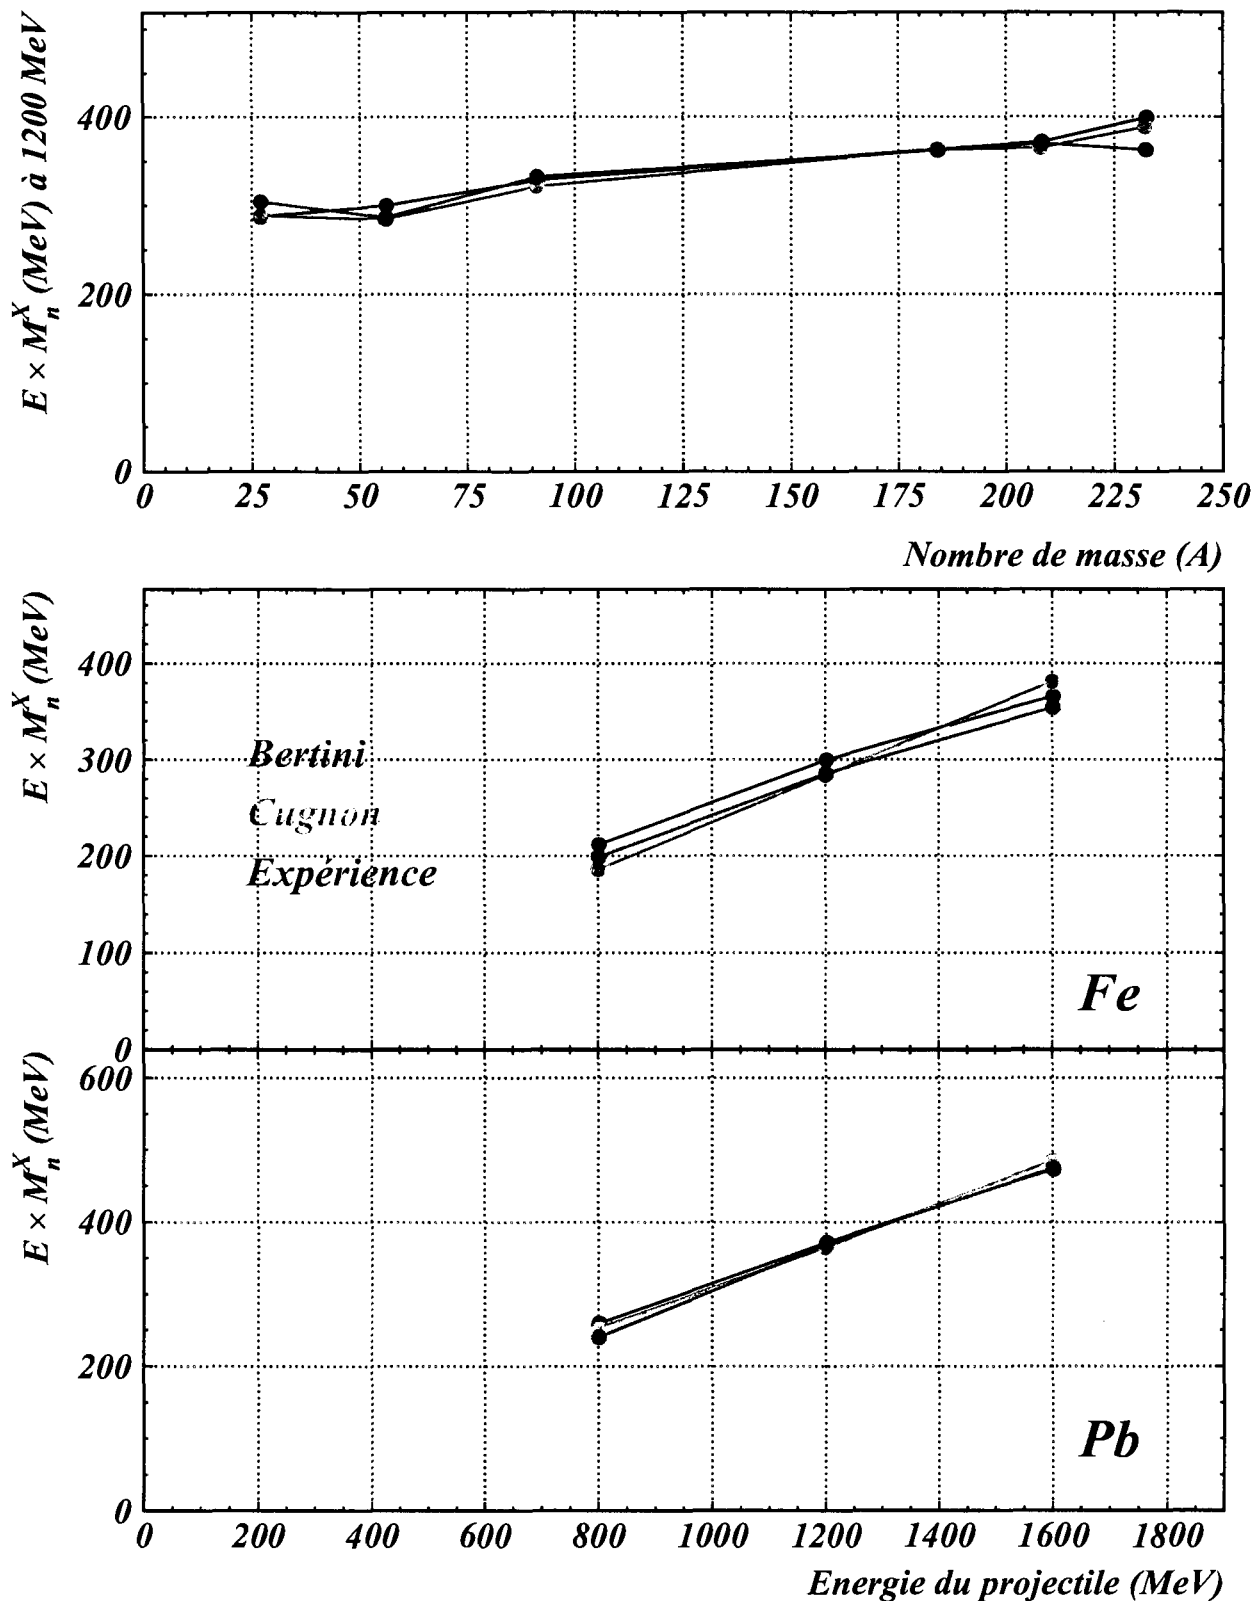 E × M_n^X (MeV) à 1200 MeV
400
200
0
0 25 50 75 100 125 150 175 200 225 250
Nombre de masse (A)
E × M_n^X (MeV)
400
300
200
100
0
Bertini
Cugnon
Expérience
Fe
E × M_n^X (MeV)
600
400
200
0
Pb
0 200 400 600 800 1000 1200 1400 1600 1800
Energie du projectile (MeV)